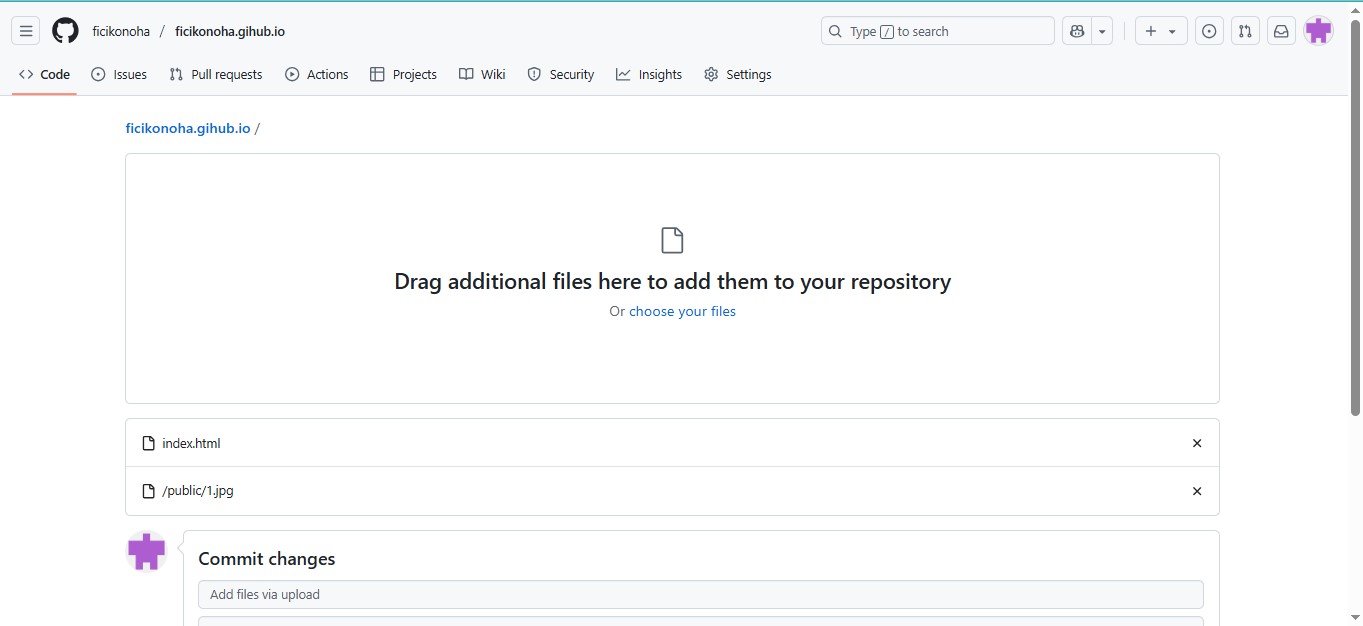 ficikonoha / ficikonoha.gihub.io Type / to search
Code Issues Pull requests Actions Projects Wiki Security Insights Settings
ficikonoha.gihub.io /
Drag additional files here to add them to your repository
Or choose your files
index.html
/public/1.jpg
Commit changes
Add files via upload